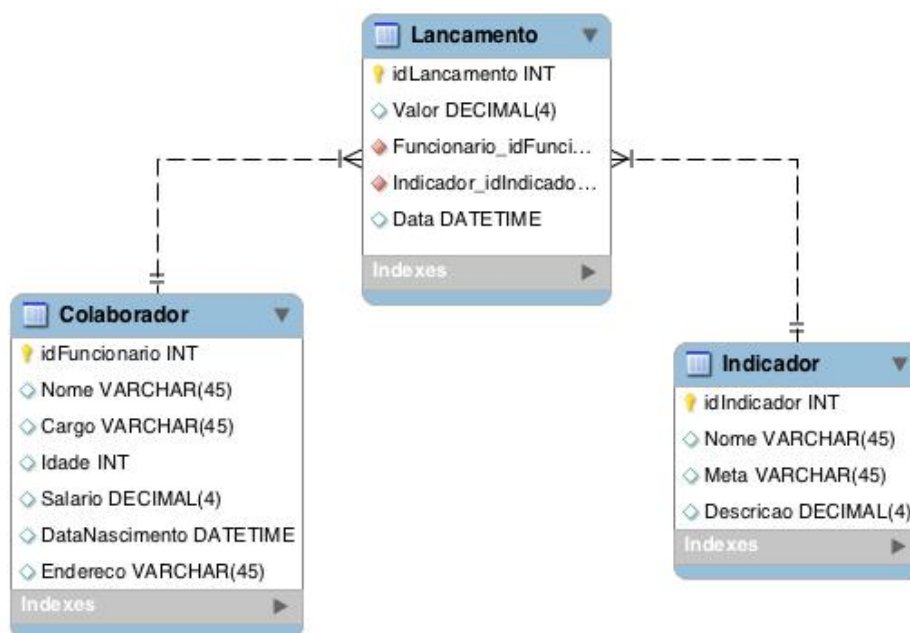 Lancamento
idLancamento INT
Valor DECIMAL(4)
Funcionario_idFunci...
Indicador_idIndicado...
Data DATETIME
Indexes
Colaborador
idFuncionario INT
Nome VARCHAR(45)
Cargo VARCHAR(45)
Idade INT
Salario DECIMAL(4)
DataNascimento DATETIME
Endereco VARCHAR(45)
Indexes
Indicador
idIndicador INT
Nome VARCHAR(45)
Meta VARCHAR(45)
Descricao DECIMAL(4)
Indexes